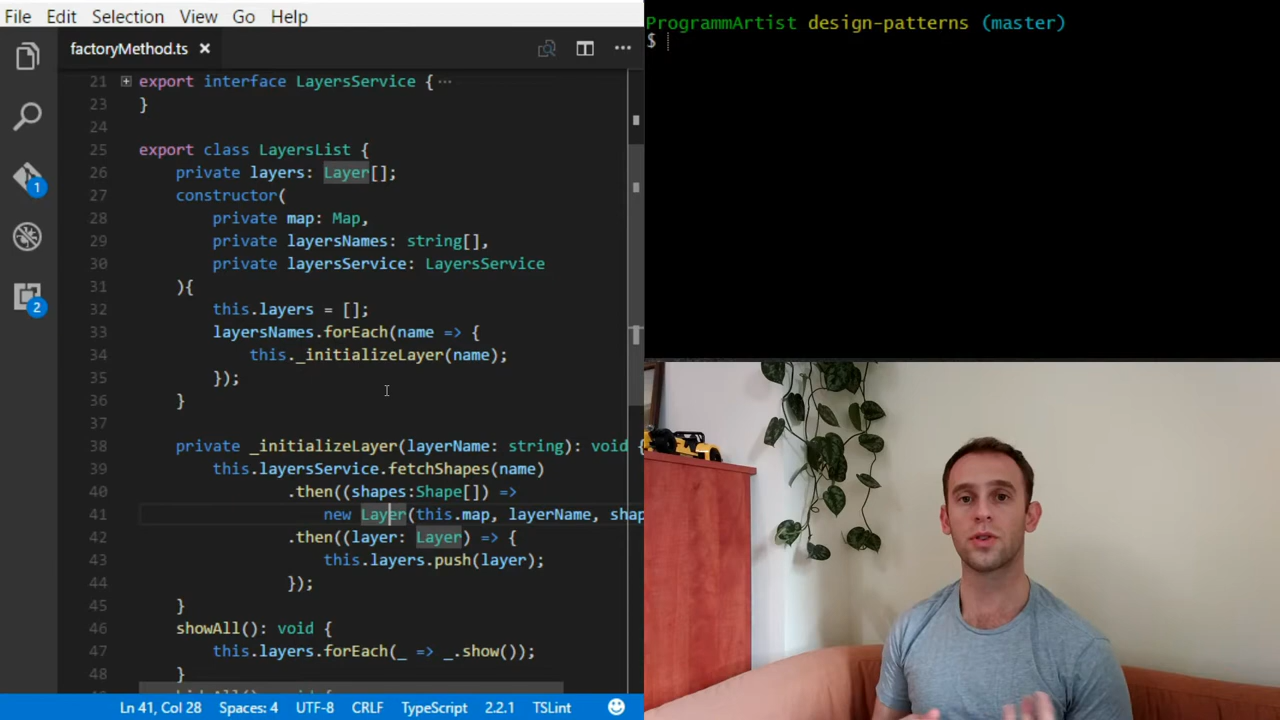 File Edit Selection View Go Help
factoryMethod.ts
21 export interface LayersService {
23 }
24
25 export class LayersList {
26 private layers: Layer[];
27 constructor(
28 private map: Map,
29 private layersNames: string[],
30 private layersService: LayersService
31 ){
32 this.layers = [];
33 layersNames.forEach(name => {
34 this._initializeLayer(name);
35 });
36 }
37
38 private _initializeLayer(layerName: string): void {
39 this.layersService.fetchShapes(name)
40 .then((shapes:Shape[]) =>
41 new Layer(this.map, layerName, shap
42 .then((layer: Layer) => {
43 this.layers.push(layer);
44 });
45 }
46 showAll(): void {
47 this.layers.forEach(_ => _.show());
48 }
1
2
Ln 41, Col 28 Spaces: 4 UTF-8 CRLF TypeScript 2.2.1 TSLint
ProgrammArtist design-patterns (master)
$